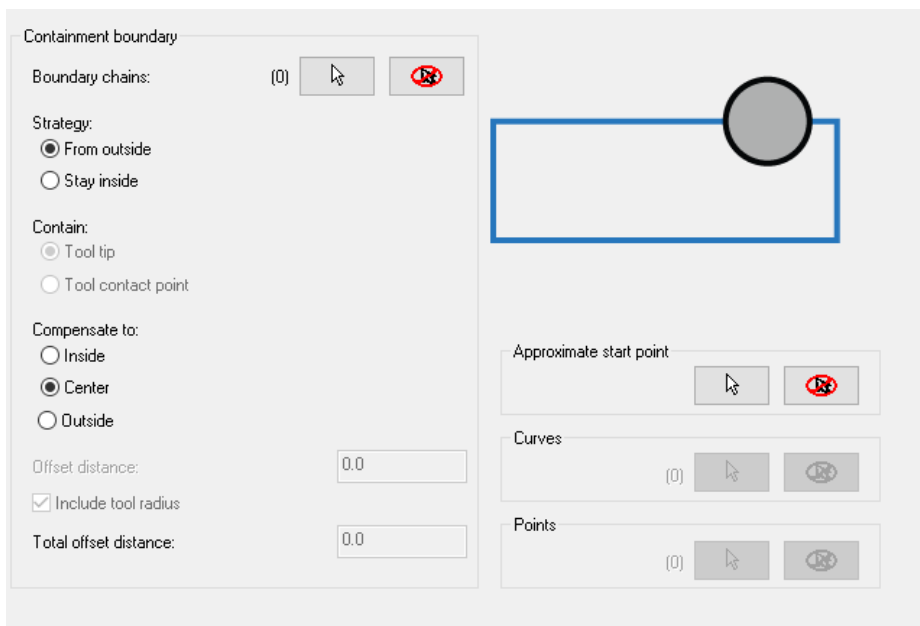 Containment boundary
Boundary chains: (0)
Strategy:
From outside
Stay inside
Contain:
Tool tip
Tool contact point
Compensate to:
Inside
Center
Outside
Offset distance: 0.0
Include tool radius
Total offset distance: 0.0
Approximate start point
Curves
(0)
Points
(0)